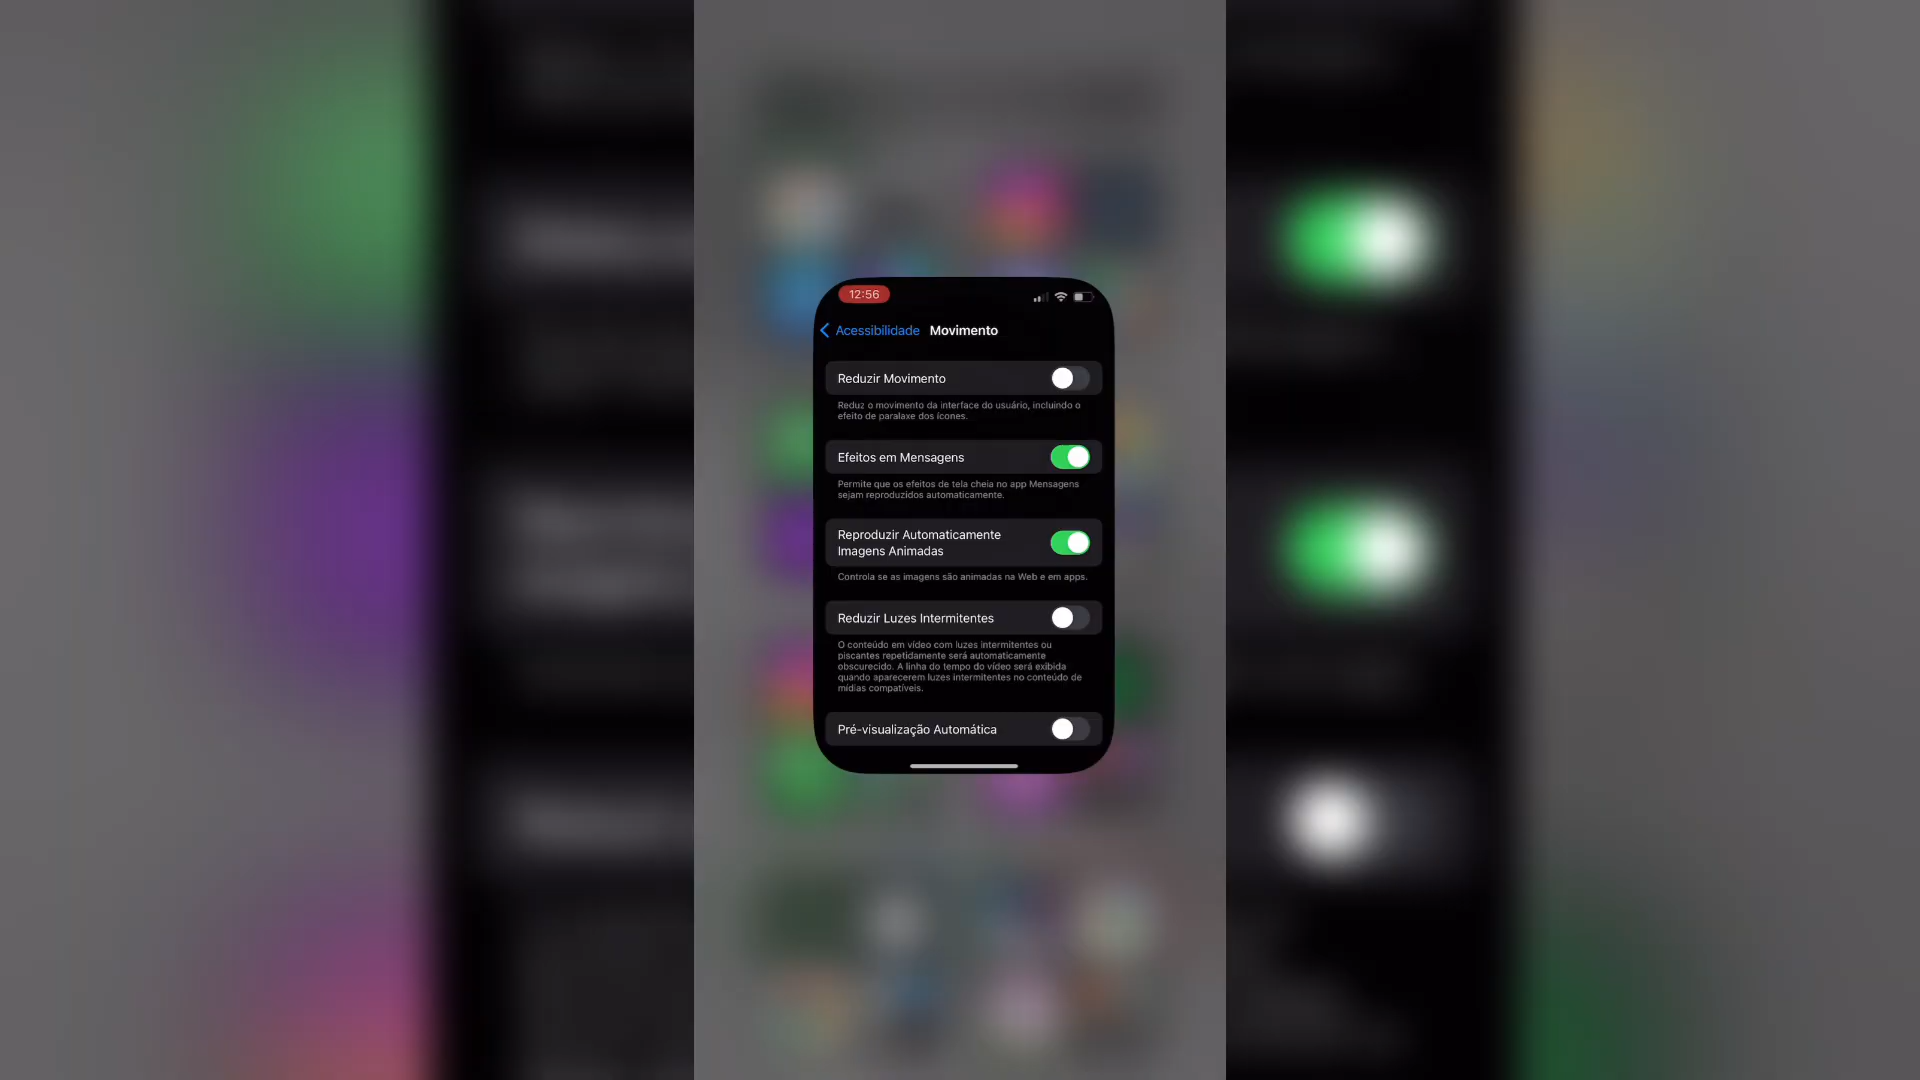 12:56
Acessibilidade Movimento
Reduzir Movimento
Reduz o movimento da interface do usuário, incluindo o
efeito de paralaxe dos ícones.
Efeitos em Mensagens
Permite que os efeitos de tela cheia no app Mensagens
sejam reproduzidos automaticamente.
Reproduzir Automaticamente
Imagens Animadas
Controla se as imagens são animadas na Web e em apps.
Reduzir Luzes Intermitentes
O conteúdo em vídeo com luzes intermitentes ou
piscantes repetidamente será automaticamente
obscurecido. A linha do tempo do vídeo será exibida
quando aparecerem luzes intermitentes no conteúdo de
mídias compatíveis.
Pré-visualização Automática